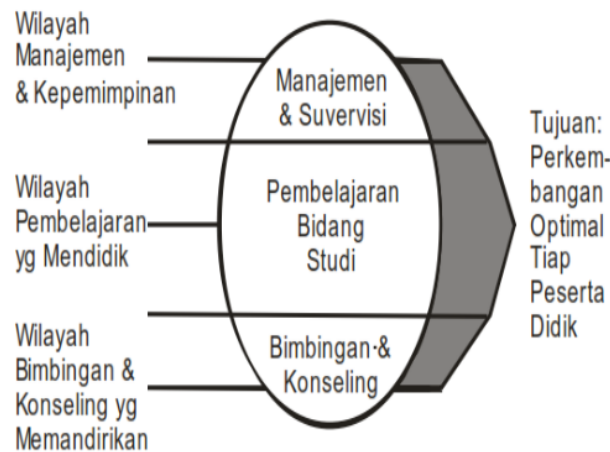 Wilayah
Manajemen
& Kepemimpinan
Manajemen
& Suvervisi
Wilayah
Pembelajaran
yg Mendidik
Pembelajaran
Bidang
Studi
Wilayah
Bimbingan &
Konseling yg
Memandirikan
Bimbingan &
Konseling
Tujuan:
Perkem-
bangan
Optimal
Tiap
Peserta
Didik